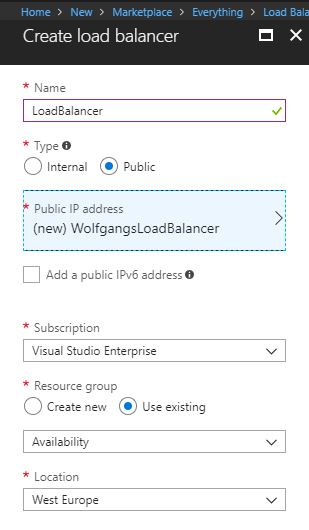 Home > New > Marketplace > Everything > Load Bala
Create load balancer
* Name
LoadBalancer
* Type
Internal Public
* Public IP address
(new) WolfgangsLoadBalancer
Add a public IPv6 address
* Subscription
Visual Studio Enterprise
* Resource group
Create new Use existing
Availability
* Location
West Europe